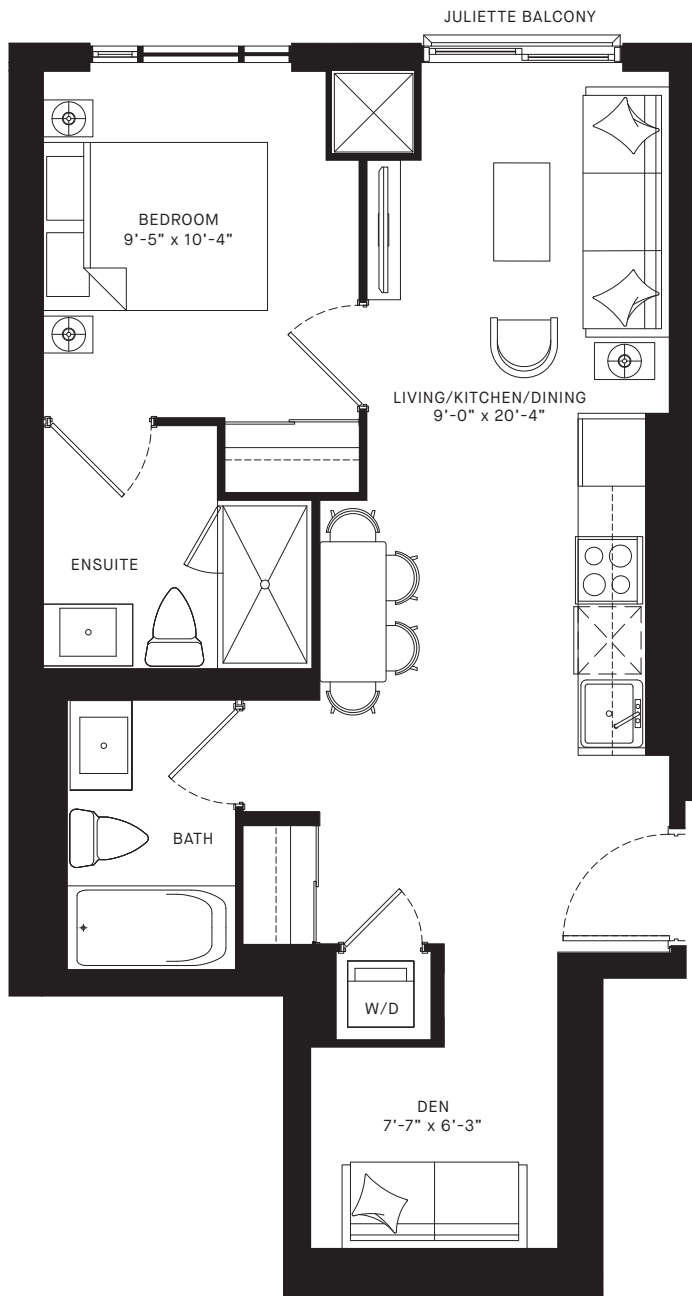 JULIETTE BALCONY
BEDROOM
9'-5" x 10'-4"
LIVING/KITCHEN/DINING
9'-0" x 20'-4"
ENSUITE
BATH
W/D
DEN
7'-7" x 6'-3"